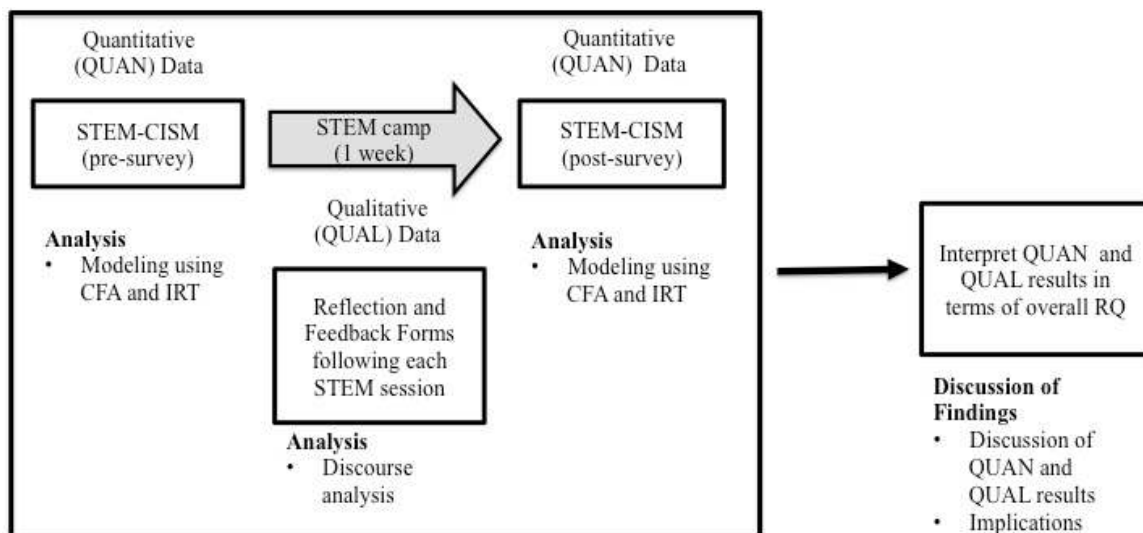 Quantitative
(QUAN) Data
STEM-CISM
(pre-survey)
Analysis
• Modeling using
CFA and IRT
STEM camp
(1 week)
Qualitative
(QUAL) Data
Reflection and
Feedback Forms
following each
STEM session
Analysis
• Discourse
analysis
Quantitative
(QUAN) Data
STEM-CISM
(post-survey)
Analysis
• Modeling using
CFA and IRT
Interpret QUAN and
QUAL results in
terms of overall RQ
Discussion of
Findings
• Discussion of
QUAN and
QUAL results
• Implications